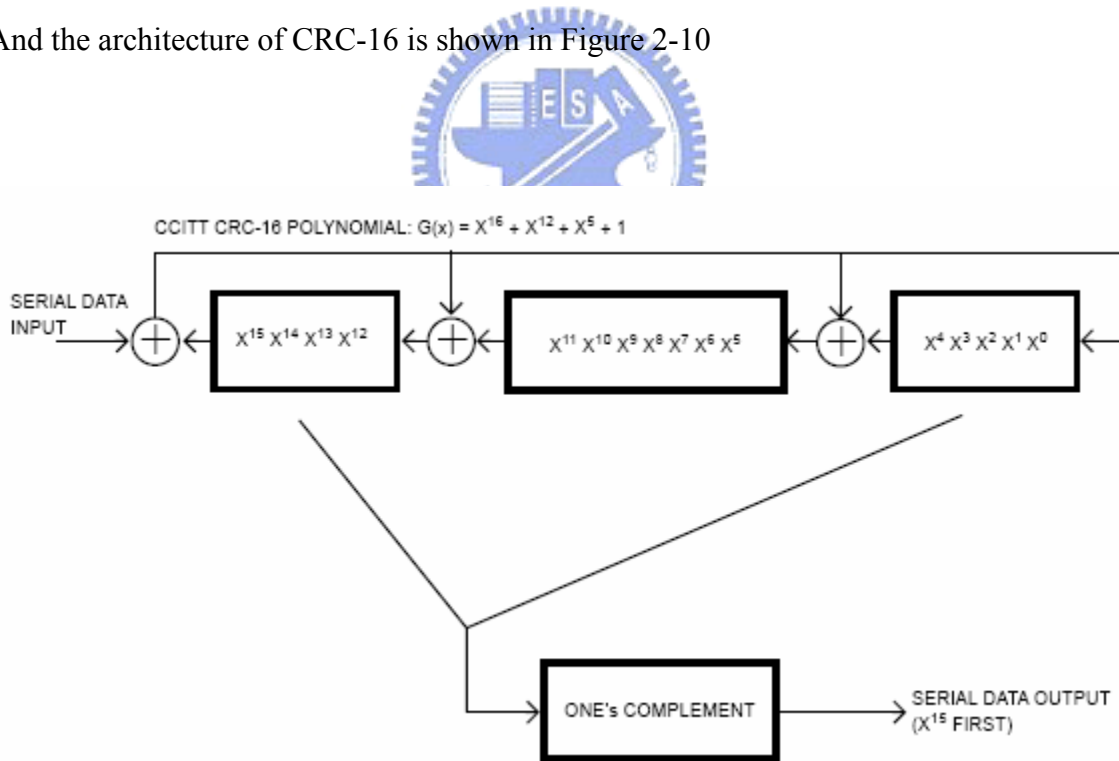 And the architecture of CRC-16 is shown in Figure 2-10
E S A
CCITT CRC-16 POLYNOMIAL: G(x) = X¹⁶ + X¹² + X⁵ + 1
SERIAL DATA
INPUT
X¹⁵ X¹⁴ X¹³ X¹²
X¹¹ X¹⁰ X⁹ X⁸ X⁷ X⁶ X⁵
X⁴ X³ X² X¹ X⁰
ONE's COMPLEMENT
SERIAL DATA OUTPUT
(X¹⁵ FIRST)